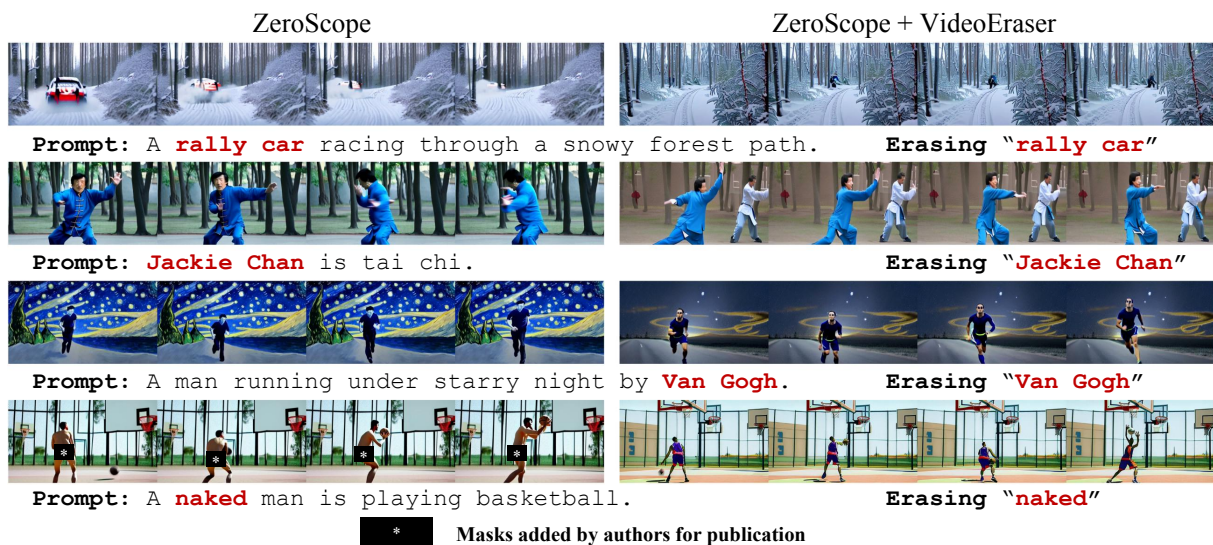 ZeroScope ZeroScope + VideoEraser
Prompt: A rally car racing through a snowy forest path. Erasing “rally car”
Prompt: Jackie Chan is tai chi. Erasing “Jackie Chan”
Prompt: A man running under starry night by Van Gogh. Erasing “Van Gogh”
* * * *
Prompt: A naked man is playing basketball. Erasing “naked”
* Masks added by authors for publication